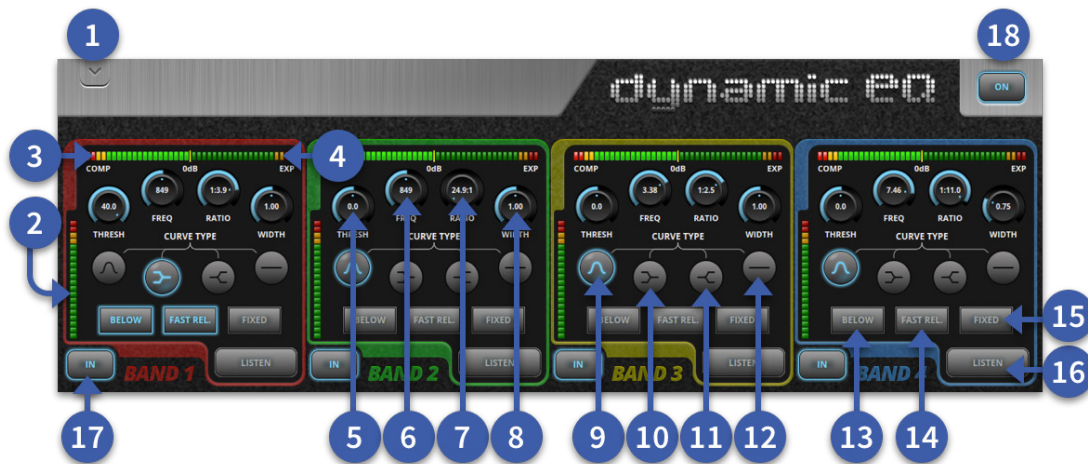 1
18
dynamic eQ
ON
3
4
COMP 0dB EXP
0dB EXP
COMP 0dB EXP
COMP 0dB EXP
40.0 849 1:3.9 1.00
0.0 849 24.9:1 1.00
0.0 3.38 1:2.5 1.00
0.0 7.46 1:11.0 0.75
FREQ RATIO
FREQ RATIO
FREQ RATIO
FREQ RATIO
2
THRESH CURVE TYPE WIDTH
THRESH CURVE TYPE WIDTH
THRESH CURVE TYPE WIDTH
THRESH CURVE TYPE WIDTH
BELOW FAST REL. FIXED
BELOW FAST REL. FIXED
BELOW FAST REL. FIXED
BELOW FAST REL. FIXED
15
IN BAND 1 LISTEN
IN BAND 2 LISTEN
IN BAND 3 LISTEN
IN BAND 4 LISTEN
16
17
5
6
7
8
9
10
11
12
13
14